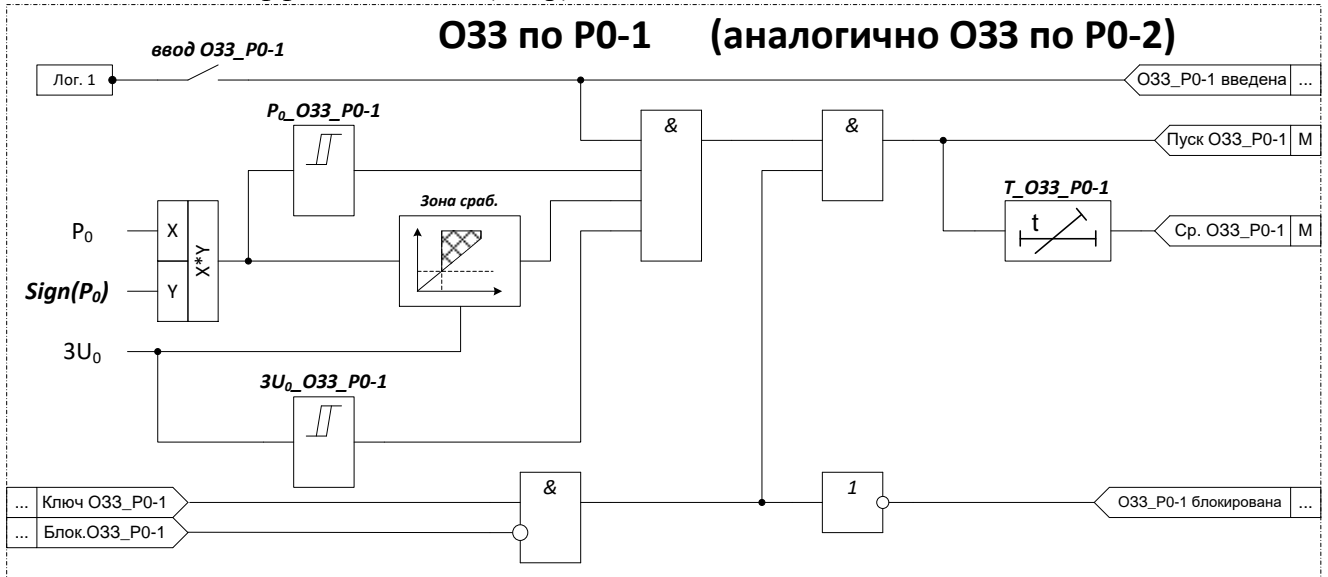 ОЗЗ по P0-1 (аналогично ОЗЗ по P0-2)
ввод ОЗЗ_P0-1
Лог. 1
ОЗЗ_P0-1 введена ...
P₀_ОЗЗ_P0-1
&
&
Пуск ОЗЗ_P0-1 М
Зона сраб.
T_ОЗЗ_P0-1
t
P₀
X
X*Y
Ср. ОЗЗ_P0-1 М
Sign(P₀)
Y
3U₀
3U₀_ОЗЗ_P0-1
&
1
... Ключ ОЗЗ_P0-1
ОЗЗ_P0-1 блокирована ...
... Блок.ОЗЗ_P0-1